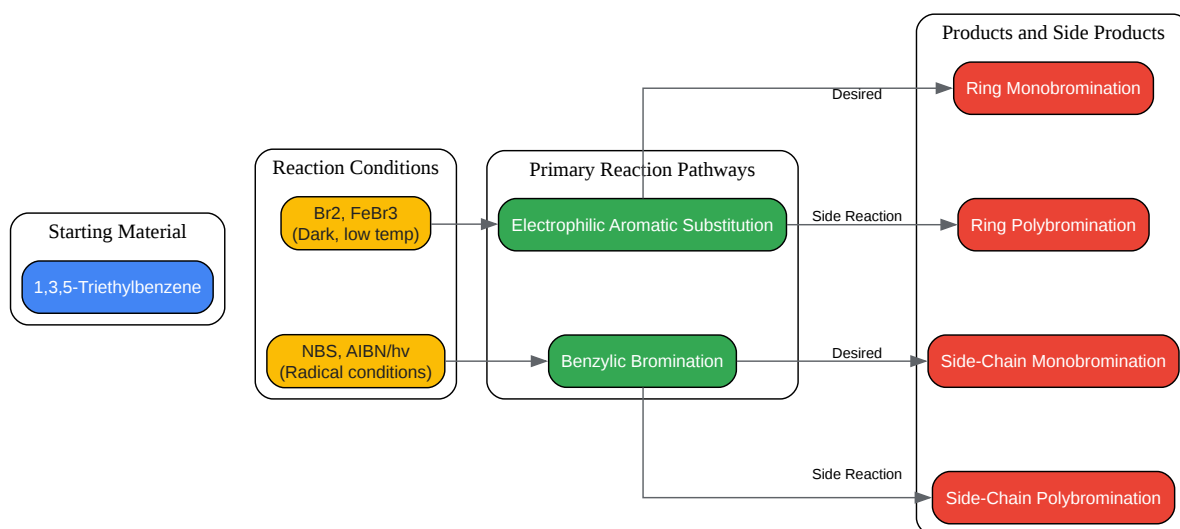 Products and Side Products
Ring Monobromination
Desired
Reaction Conditions
Primary Reaction Pathways
Br2, FeBr3
(Dark, low temp)
Electrophilic Aromatic Substitution
Side Reaction
Ring Polybromination
Starting Material
1,3,5-Triethylbenzene
NBS, AIBN/hv
(Radical conditions)
Benzylic Bromination
Desired
Side-Chain Monobromination
Side Reaction
Side-Chain Polybromination